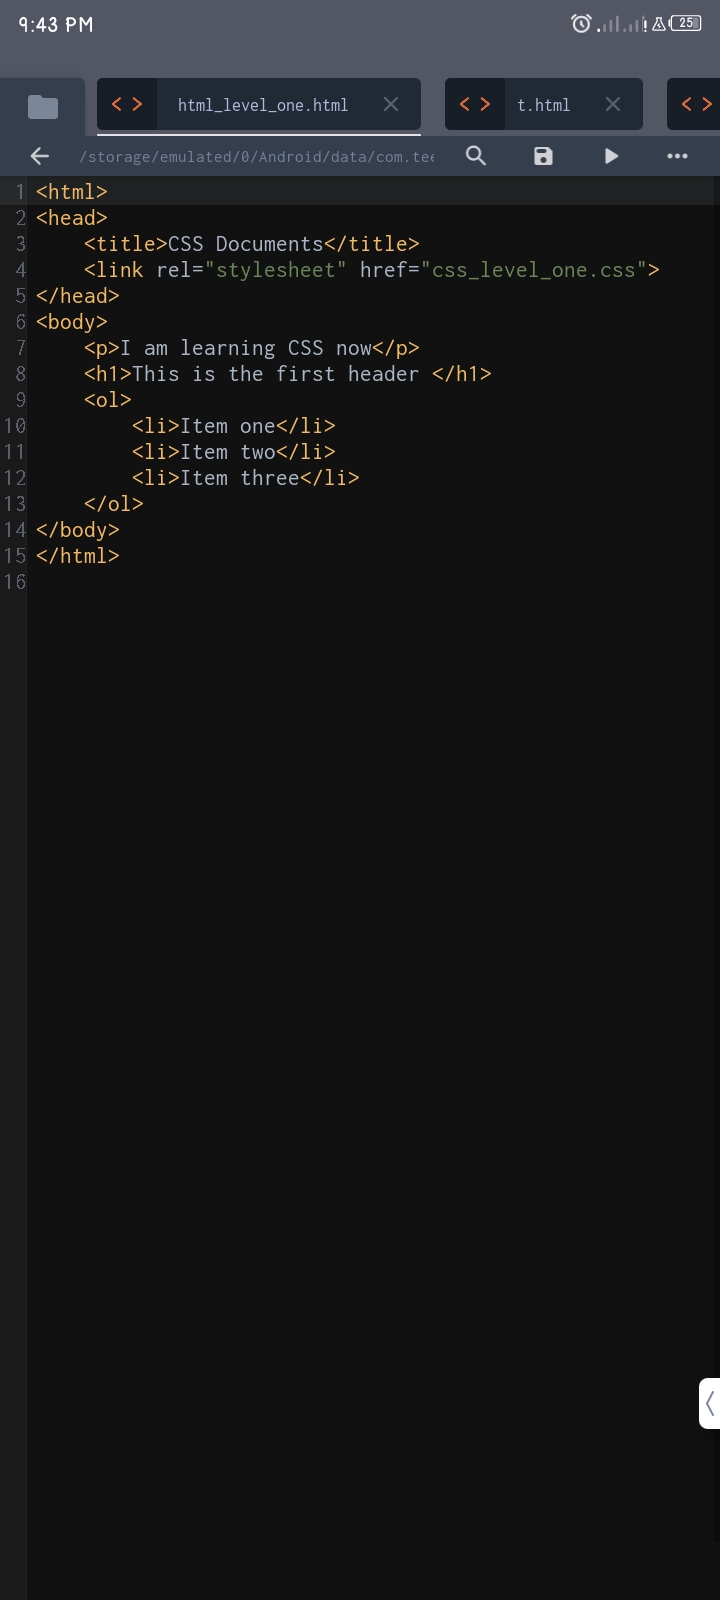 9:43 PM
25
< > html_level_one.html
< > t.html
< >
/storage/emulated/0/Android/data/com.tee
1 <html>
2 <head>
3     <title>CSS Documents</title>
4     <link rel="stylesheet" href="css_level_one.css">
5 </head>
6 <body>
7     <p>I am learning CSS now</p>
8     <h1>This is the first header </h1>
9     <ol>
10         <li>Item one</li>
11         <li>Item two</li>
12         <li>Item three</li>
13     </ol>
14 </body>
15 </html>
16